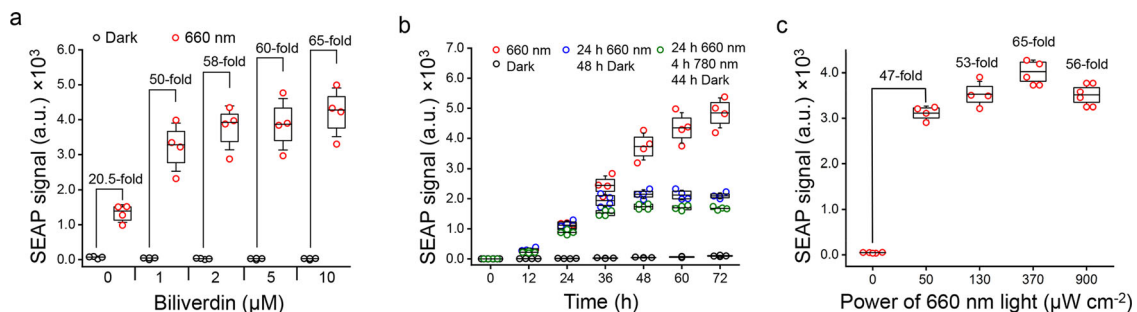 a
Dark 660 nm
SEAP signal (a.u.) ×10³
6.0
5.0
4.0
3.0
2.0
1.0
0.0
20.5-fold
50-fold
58-fold
60-fold
65-fold
0 1 2 5 10
Biliverdin (µM)
b
660 nm 24 h 660 nm 24 h 660 nm
Dark 48 h Dark 4 h 780 nm
44 h Dark
SEAP signal (a.u.) ×10³
7.0
6.0
5.0
4.0
3.0
2.0
1.0
0.0
0 12 24 36 48 60 72
Time (h)
c
SEAP signal (a.u.) ×10³
4.0
3.0
2.0
1.0
0.0
47-fold
53-fold
65-fold
56-fold
0 50 130 370 900
Power of 660 nm light (µW cm⁻²)